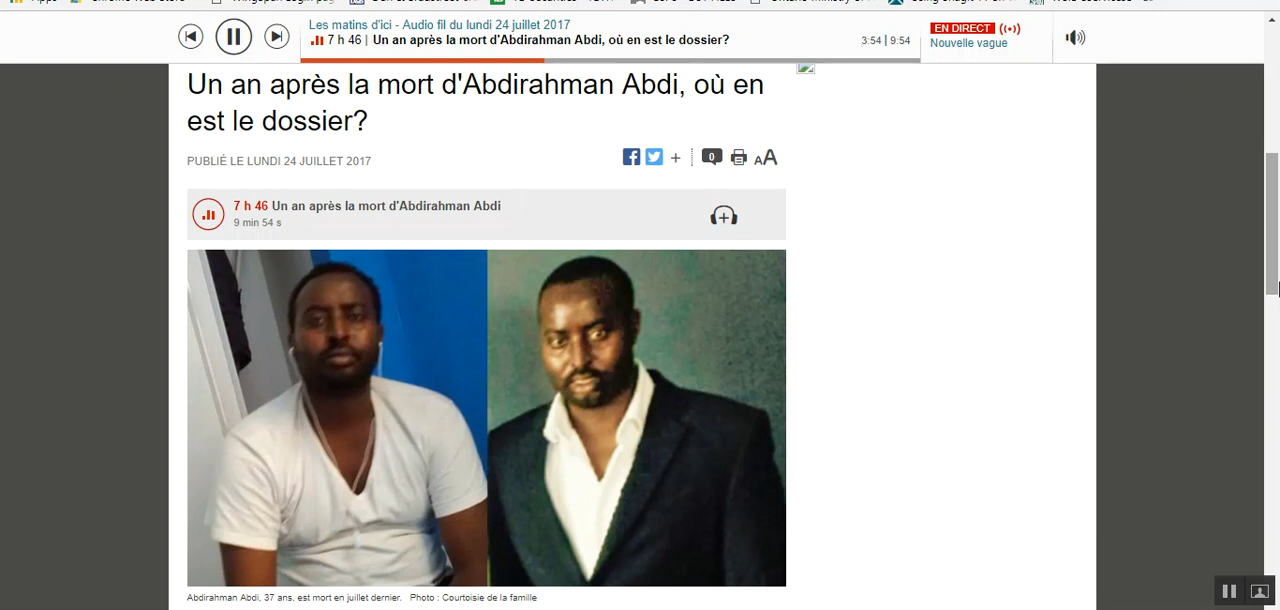 Apps
Les matins d'ici - Audio fil du lundi 24 juillet 2017
7 h 46 | Un an après la mort d'Abdirahman Abdi, où en est le dossier?
3:54 | 9:54
EN DIRECT
Nouvelle vague
Un an après la mort d'Abdirahman Abdi, où en
est le dossier?
PUBLIÉ LE LUNDI 24 JUILLET 2017
0
AA
7 h 46 Un an après la mort d'Abdirahman Abdi
9 min 54 s
Abdirahman Abdi, 37 ans, est mort en juillet dernier. Photo : Courtoisie de la famille